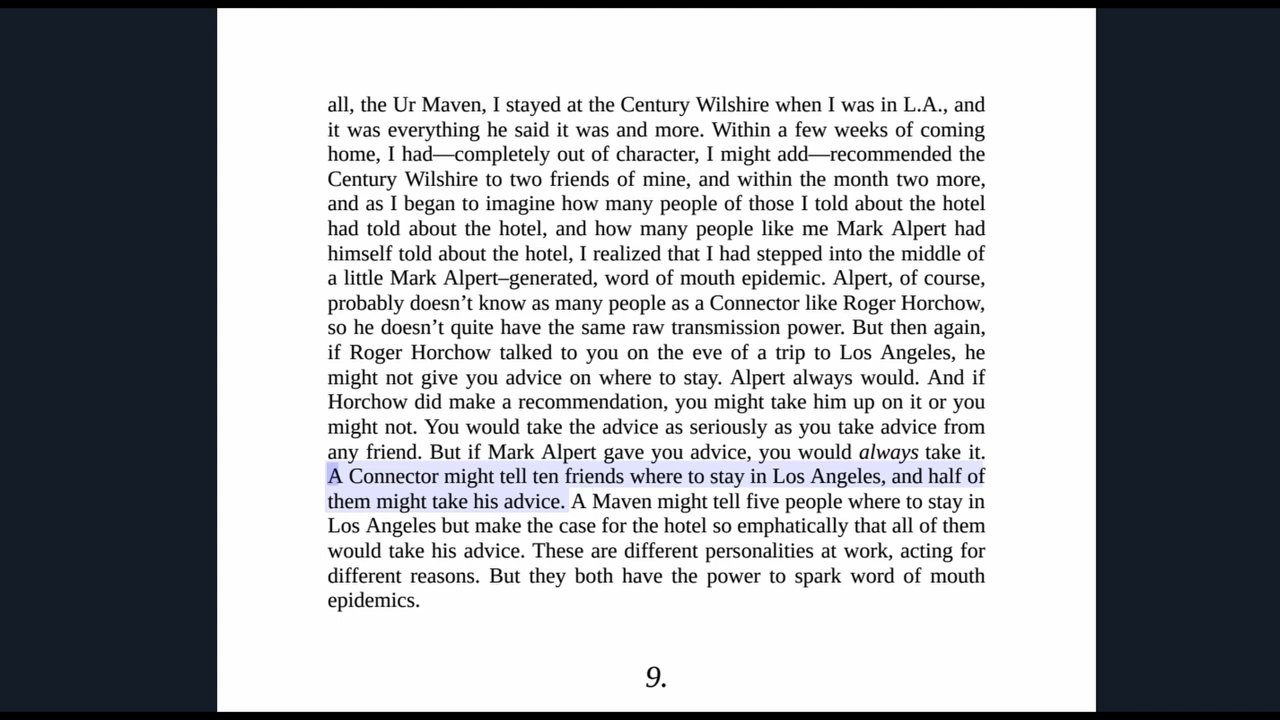 all, the Ur Maven, I stayed at the Century Wilshire when I was in L.A., and
it was everything he said it was and more. Within a few weeks of coming
home, I had—completely out of character, I might add—recommended the
Century Wilshire to two friends of mine, and within the month two more,
and as I began to imagine how many people of those I told about the hotel
had told about the hotel, and how many people like me Mark Alpert had
himself told about the hotel, I realized that I had stepped into the middle of
a little Mark Alpert–generated, word of mouth epidemic. Alpert, of course,
probably doesn’t know as many people as a Connector like Roger Horchow,
so he doesn’t quite have the same raw transmission power. But then again,
if Roger Horchow talked to you on the eve of a trip to Los Angeles, he
might not give you advice on where to stay. Alpert always would. And if
Horchow did make a recommendation, you might take him up on it or you
might not. You would take the advice as seriously as you take advice from
any friend. But if Mark Alpert gave you advice, you would always take it.
A Connector might tell ten friends where to stay in Los Angeles, and half of
them might take his advice. A Maven might tell five people where to stay in
Los Angeles but make the case for the hotel so emphatically that all of them
would take his advice. These are different personalities at work, acting for
different reasons. But they both have the power to spark word of mouth
epidemics.
9.